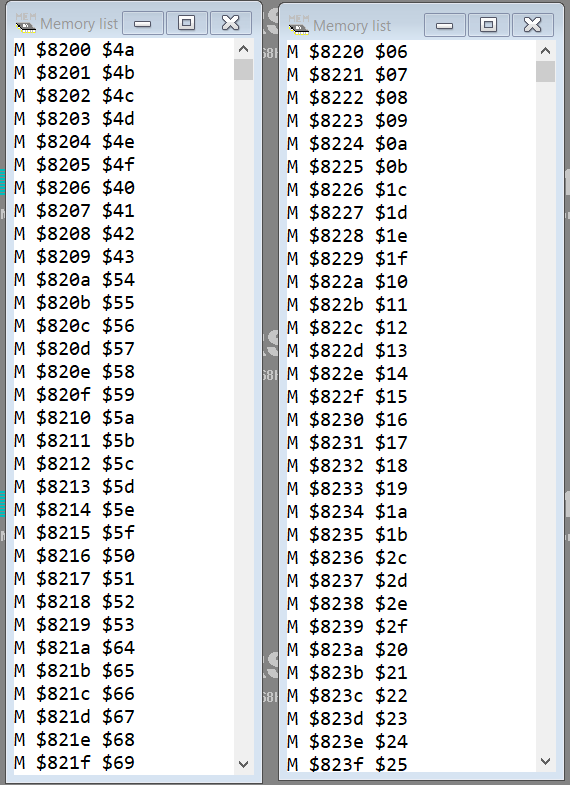 Memory list
M $8200 $4a
M $8201 $4b
M $8202 $4c
M $8203 $4d
M $8204 $4e
M $8205 $4f
M $8206 $40
M $8207 $41
M $8208 $42
M $8209 $43
M $820a $54
M $820b $55
M $820c $56
M $820d $57
M $820e $58
M $820f $59
M $8210 $5a
M $8211 $5b
M $8212 $5c
M $8213 $5d
M $8214 $5e
M $8215 $5f
M $8216 $50
M $8217 $51
M $8218 $52
M $8219 $53
M $821a $64
M $821b $65
M $821c $66
M $821d $67
M $821e $68
M $821f $69
Memory list
M $8220 $06
M $8221 $07
M $8222 $08
M $8223 $09
M $8224 $0a
M $8225 $0b
M $8226 $1c
M $8227 $1d
M $8228 $1e
M $8229 $1f
M $822a $10
M $822b $11
M $822c $12
M $822d $13
M $822e $14
M $822f $15
M $8230 $16
M $8231 $17
M $8232 $18
M $8233 $19
M $8234 $1a
M $8235 $1b
M $8236 $2c
M $8237 $2d
M $8238 $2e
M $8239 $2f
M $823a $20
M $823b $21
M $823c $22
M $823d $23
M $823e $24
M $823f $25